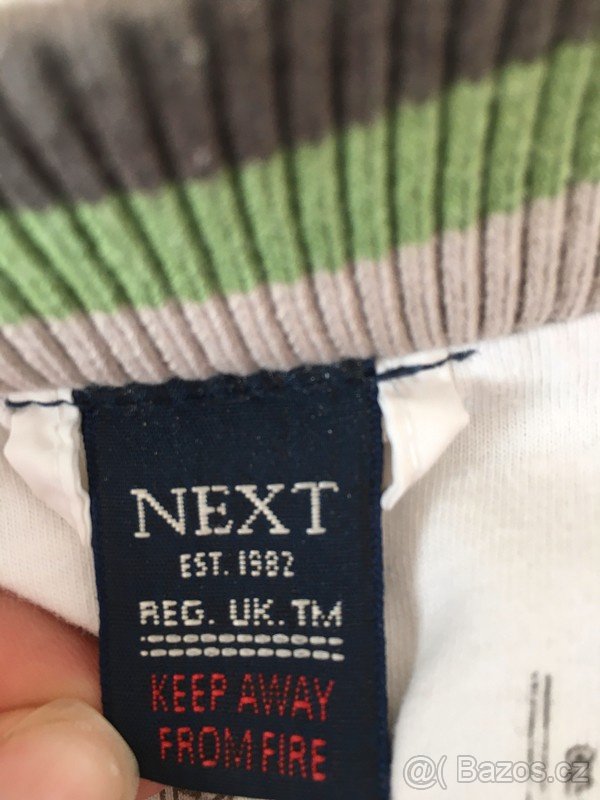 NEXT
EST. 1982
REG. UK. TM
KEEP AWAY
FROM FIRE
@( Bazos.cz